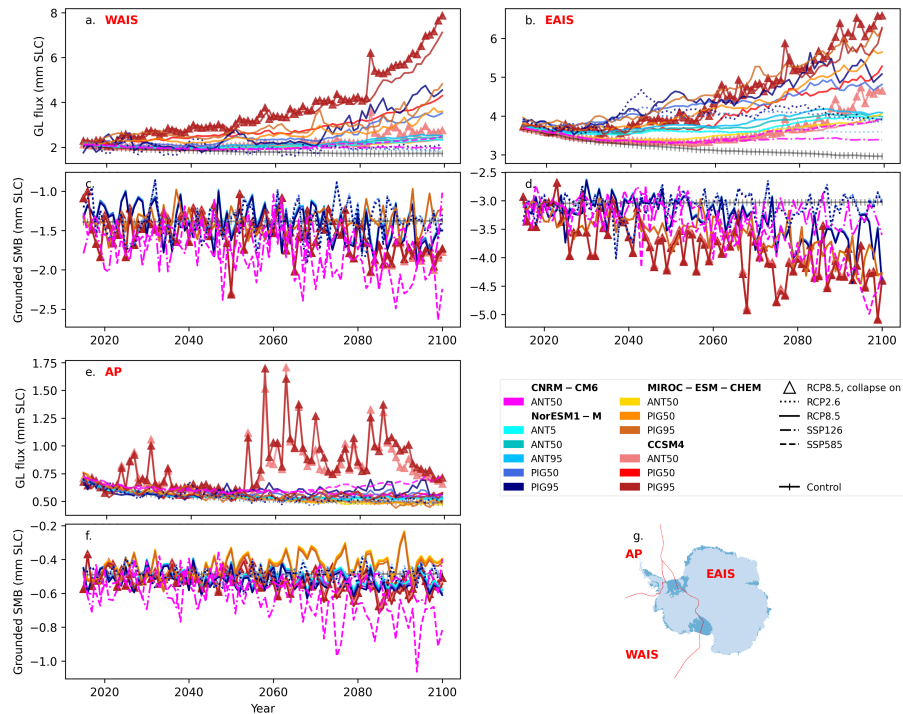 a. WAIS
GL flux (mm SLC)
8
6
4
2
b. EAIS
GL flux (mm SLC)
6
5
4
3
c.
Grounded SMB (mm SLC)
−1.0
−1.5
−2.0
−2.5
2020 2040 2060 2080 2100
d.
−2.5
−3.0
−3.5
−4.0
−4.5
−5.0
2020 2040 2060 2080 2100
e. AP
GL flux (mm SLC)
1.75
1.50
1.25
1.00
0.75
0.50
f.
Grounded SMB (mm SLC)
−0.2
−0.4
−0.6
−0.8
−1.0
2020 2040 2060 2080 2100
Year
CNRM − CM6
ANT50
NorESM1 − M
ANT5
ANT50
ANT95
PIG50
PIG95
MIROC − ESM − CHEM
ANT50
PIG50
PIG95
CCSM4
ANT50
PIG50
PIG95
RCP8.5, collapse on
RCP2.6
RCP8.5
SSP126
SSP585
Control
g.
AP
EAIS
WAIS